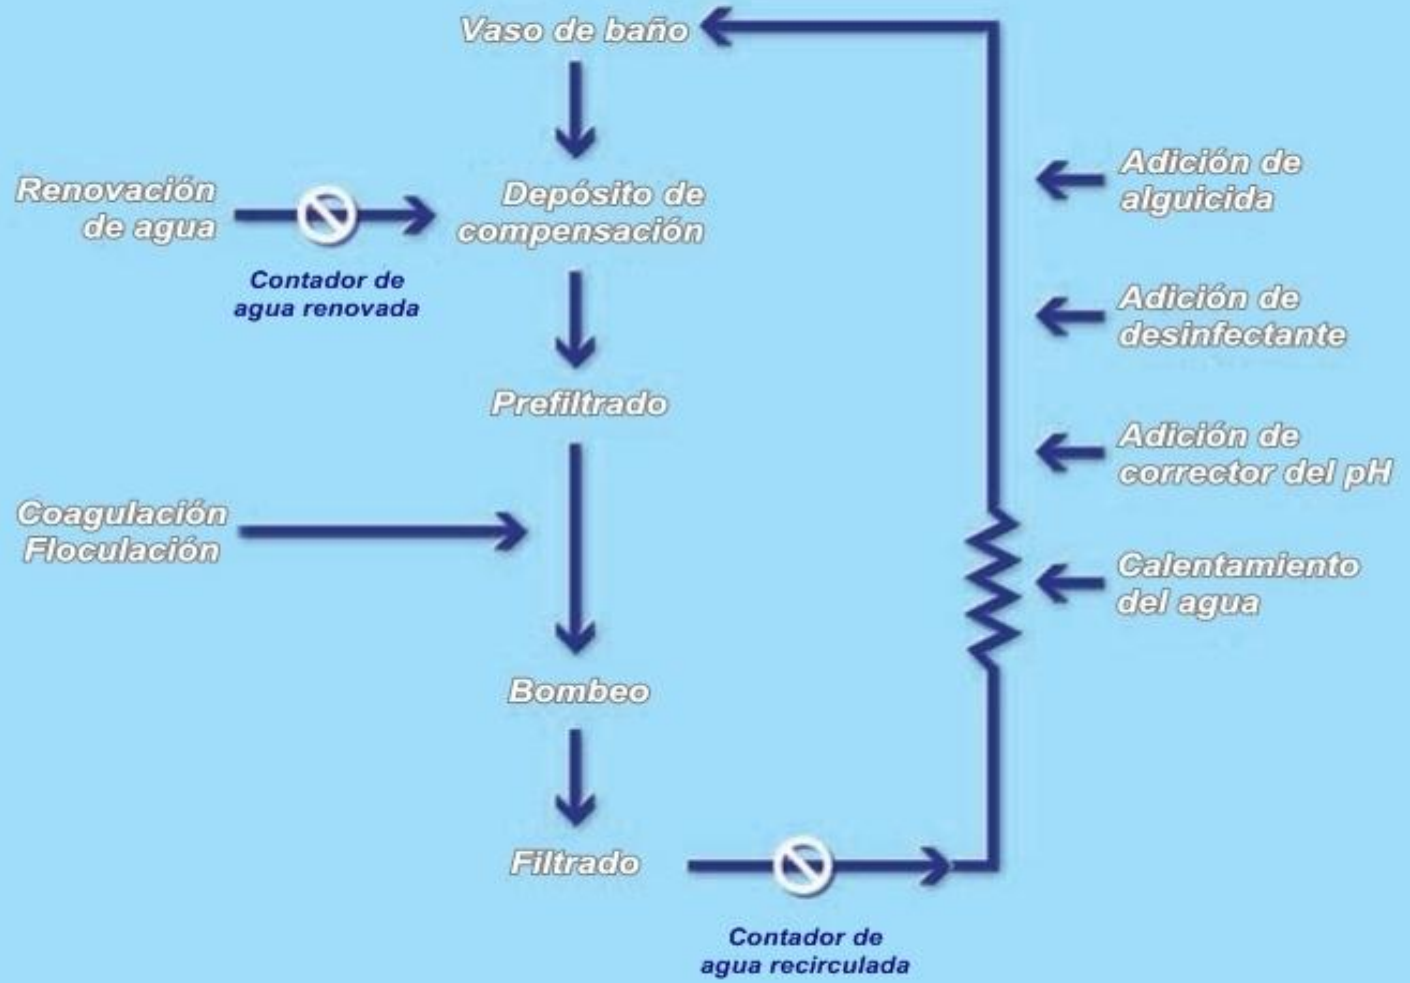 Vaso de baño
Renovación
de agua
Contador de
agua renovada
Depósito de
compensación
Prefiltrado
Coagulación
Floculación
Bombeo
Filtrado
Contador de
agua recirculada
Adición de
alguicida
Adición de
desinfectante
Adición de
corrector del pH
Calentamiento
del agua